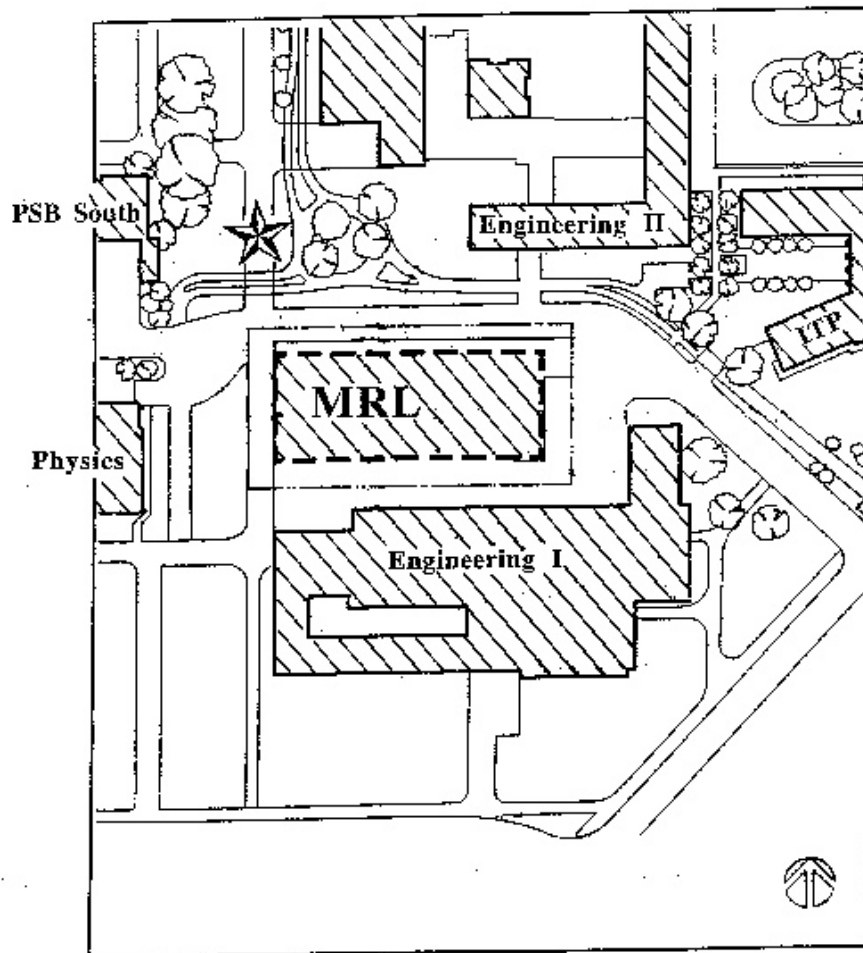 PSB South
Engineering II
ITP
MRL
Physics
Engineering I